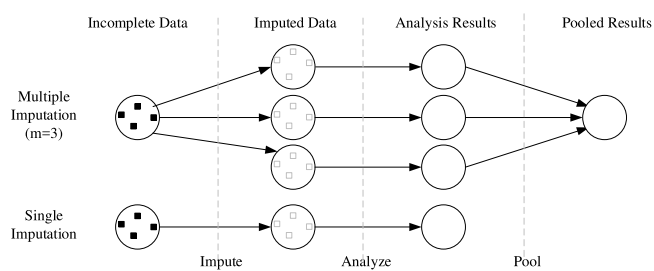 Incomplete Data
Imputed Data
Analysis Results
Pooled Results
Multiple
Imputation
(m=3)
Single
Imputation
Impute
Analyze
Pool